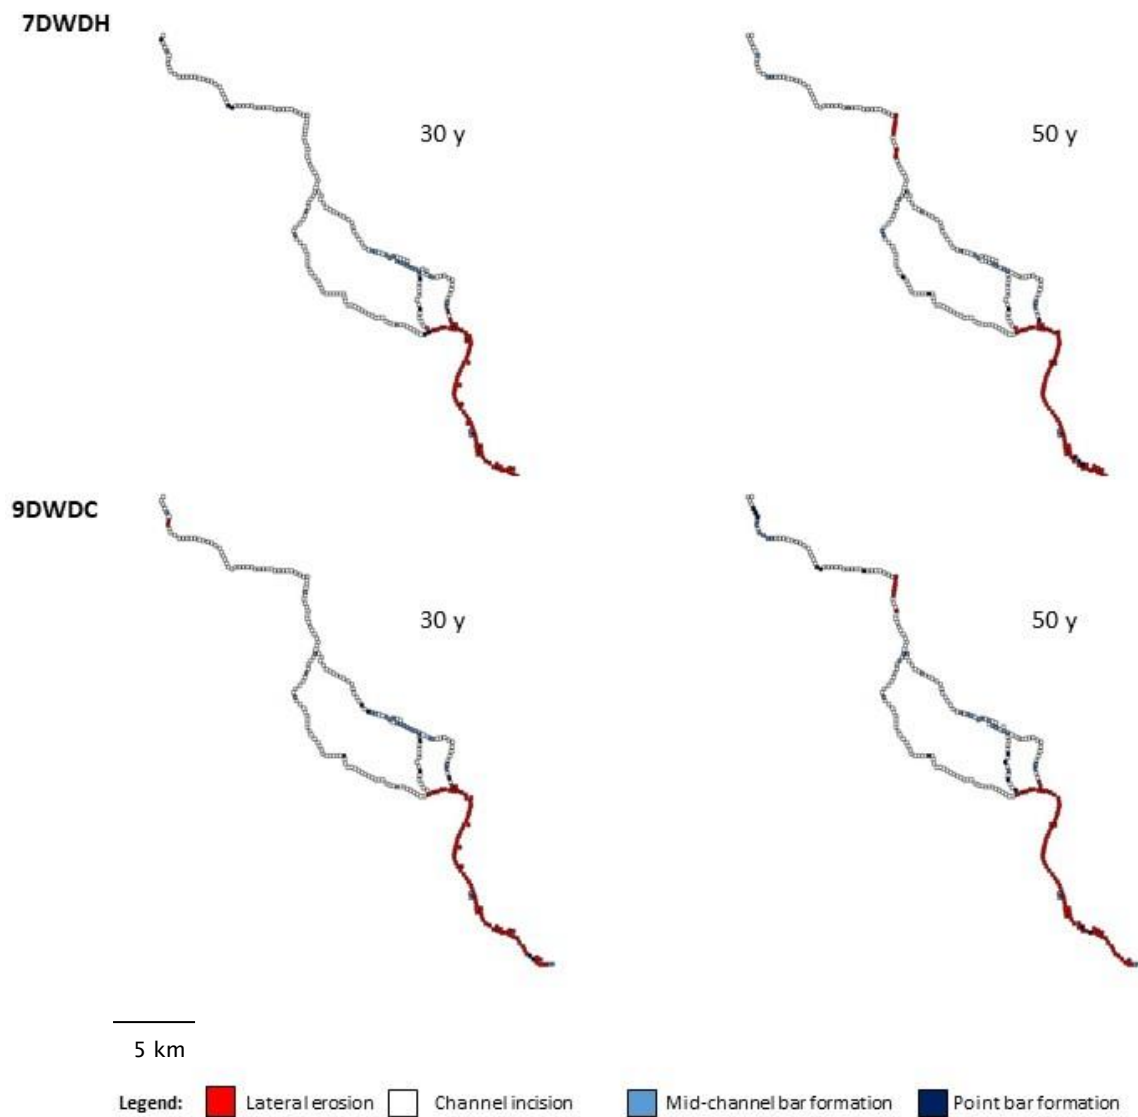 7DWDH
30 y
50 y
9DWDC
30 y
50 y
5 km
Legend: Lateral erosion Channel incision Mid-channel bar formation Point bar formation